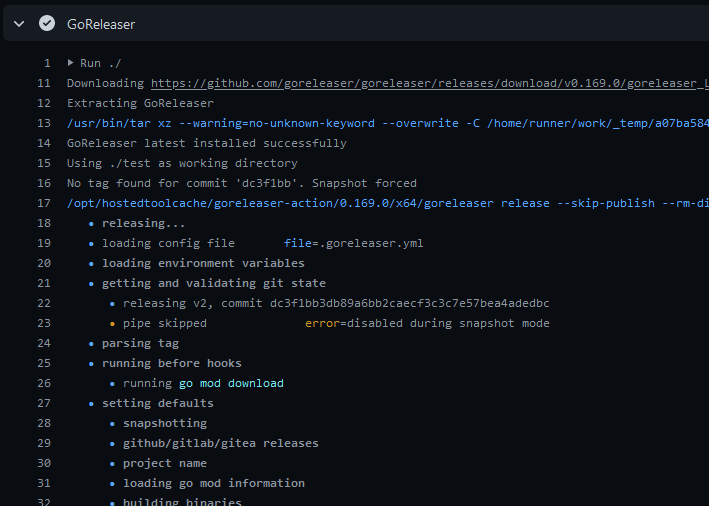 GoReleaser
1 Run ./
11 Downloading https://github.com/goreleaser/goreleaser/releases/download/v0.169.0/goreleaser_
12 Extracting GoReleaser
13 /usr/bin/tar xz --warning=no-unknown-keyword --overwrite -C /home/runner/work/_temp/a07ba584
14 GoReleaser latest installed successfully
15 Using ./test as working directory
16 No tag found for commit 'dc3f1bb'. Snapshot forced
17 /opt/hostedtoolcache/goreleaser-action/0.169.0/x64/goreleaser release --skip-publish --rm-di
18 • releasing...
19 • loading config file file=.goreleaser.yml
20 • loading environment variables
21 • getting and validating git state
22 • releasing v2, commit dc3f1bb3db89a6bb2caecf3c3c7e57bea4adedbc
23 • pipe skipped error=disabled during snapshot mode
24 • parsing tag
25 • running before hooks
26 • running go mod download
27 • setting defaults
28 • snapshotting
29 • github/gitlab/gitea releases
30 • project name
31 • loading go mod information
32 • building binaries